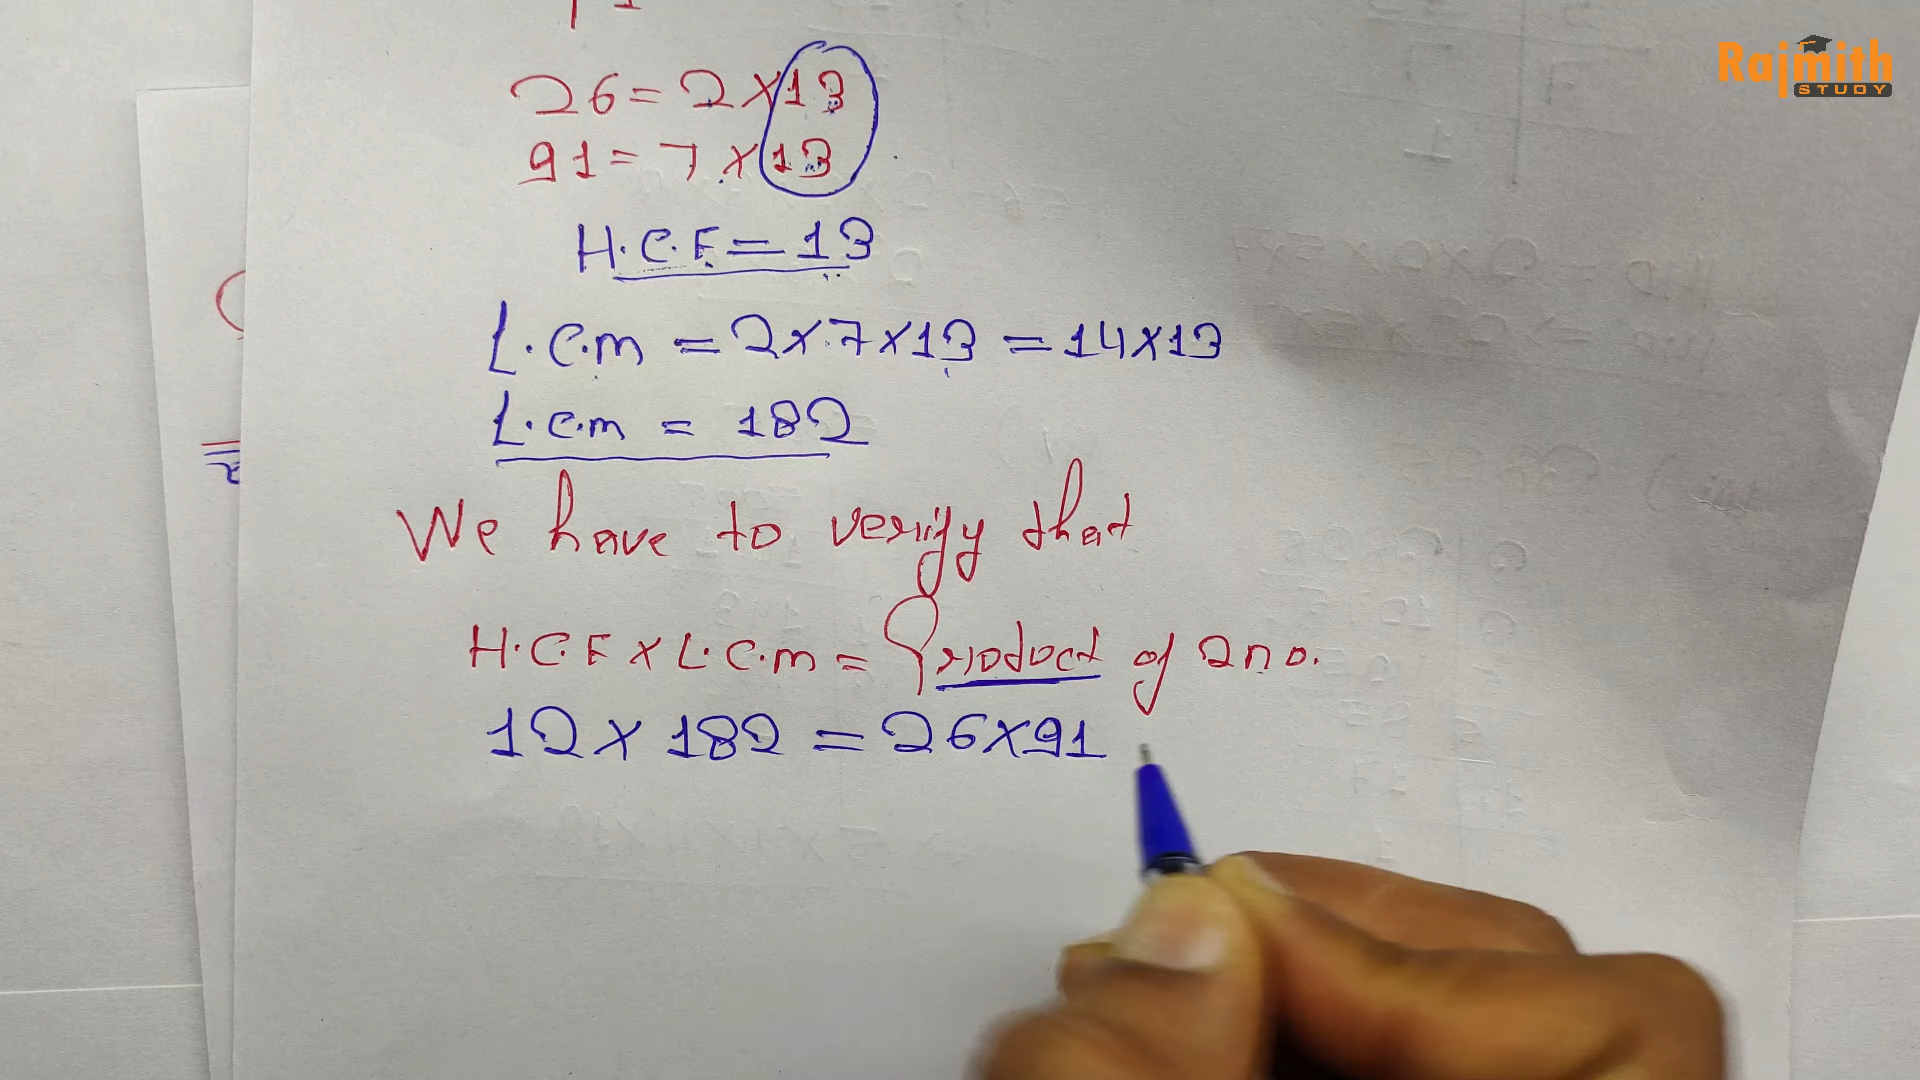 Rajmith
STUDY
26 = 2 × 13
91 = 7 × 13
H.C.F = 13
L.C.m = 2 × 7 × 13 = 14 × 13
L.C.m = 182
We have to verify that
H.C.F × L.C.m = Product of 2 no.
12 × 182 = 26 × 91